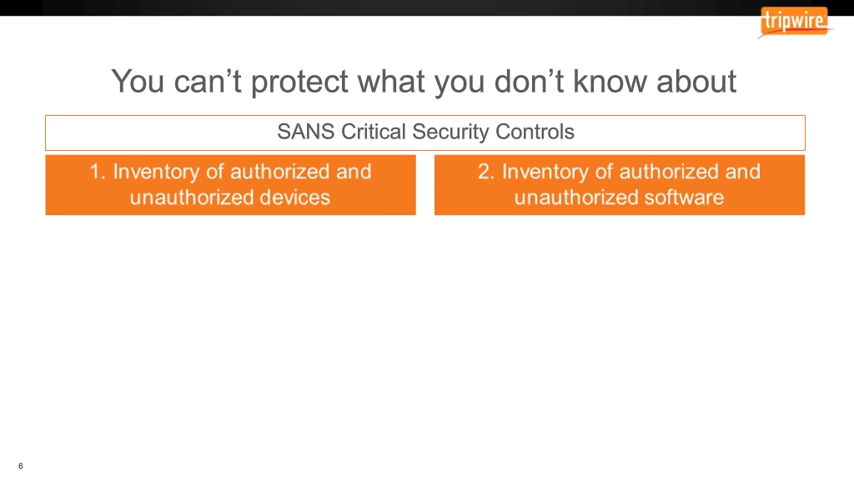 tripwire
You can’t protect what you don’t know about
SANS Critical Security Controls
1. Inventory of authorized and
unauthorized devices
2. Inventory of authorized and
unauthorized software
6